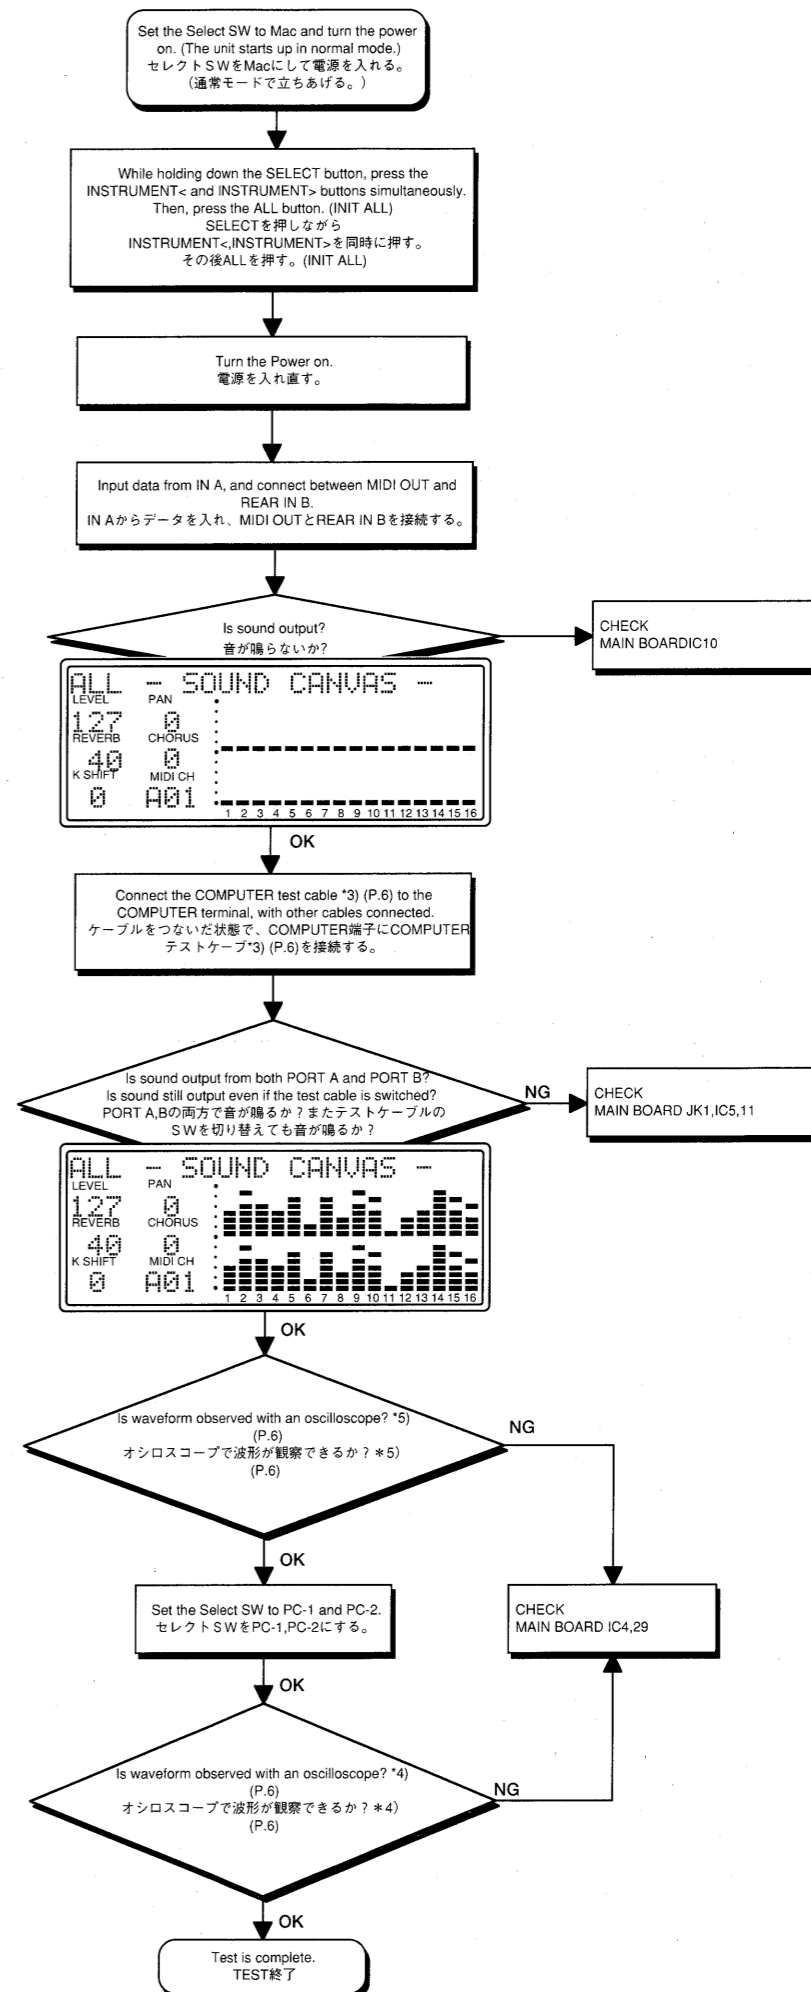 Set the Select SW to Mac and turn the power
on. (The unit starts up in normal mode.)
セレクトSWをMacにして電源を入れる。
（通常モードで立ちあげる。）
While holding down the SELECT button, press the
INSTRUMENT< and INSTRUMENT> buttons simultaneously.
Then, press the ALL button. (INIT ALL)
SELECTを押しながら
INSTRUMENT<,INSTRUMENT>を同時に押す。
その後ALLを押す。(INIT ALL)
Turn the Power on.
電源を入れ直す。
Input data from IN A, and connect between MIDI OUT and
REAR IN B.
IN Aからデータを入れ、MIDI OUTとREAR IN Bを接続する。
Is sound output?
音が鳴らないか?
CHECK
MAIN BOARDIC10
ALL - SOUND CANVAS -
LEVEL PAN
127 0
REVERB CHORUS
40 0
K SHIFT MIDI CH
0 A01
1 2 3 4 5 6 7 8 9 10 11 12 13 14 15 16
OK
Connect the COMPUTER test cable *3) (P.6) to the
COMPUTER terminal, with other cables connected.
ケーブルをつないだ状態で、COMPUTER端子にCOMPUTER
テストケーブ*3) (P.6)を接続する。
Is sound output from both PORT A and PORT B?
Is sound still output even if the test cable is switched?
PORT A,Bの両方で音が鳴るか？またテストケーブルの
SWを切り替えても音が鳴るか？
NG
CHECK
MAIN BOARD JK1,IC5,11
ALL - SOUND CANVAS -
LEVEL PAN
127 0
REVERB CHORUS
40 0
K SHIFT MIDI CH
0 A01
1 2 3 4 5 6 7 8 9 10 11 12 13 14 15 16
OK
Is waveform observed with an oscilloscope? *5)
(P.6)
オシロスコープで波形が観察できるか？＊5）
(P.6)
NG
OK
Set the Select SW to PC-1 and PC-2.
セレクトSWをPC-1,PC-2にする。
CHECK
MAIN BOARD IC4,29
OK
Is waveform observed with an oscilloscope? *4)
(P.6)
オシロスコープで波形が観察できるか？＊4）
(P.6)
NG
OK
Test is complete.
TEST終了